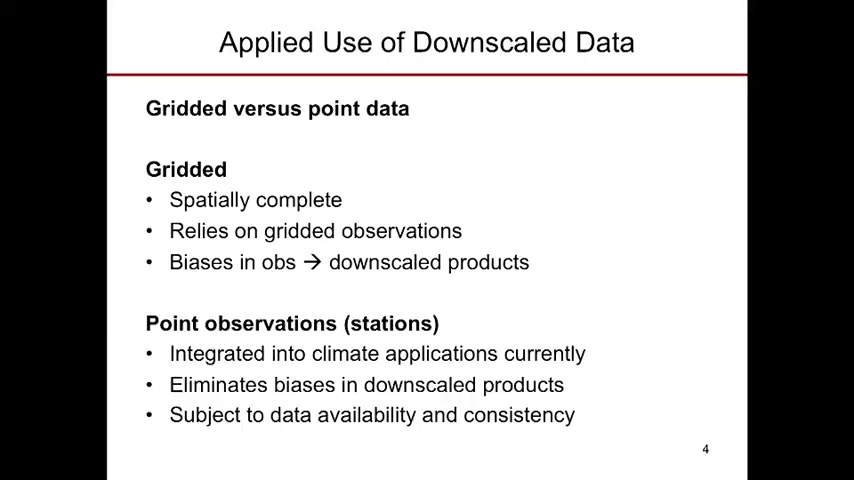 Applied Use of Downscaled Data
Gridded versus point data
Gridded
• Spatially complete
• Relies on gridded observations
• Biases in obs → downscaled products
Point observations (stations)
• Integrated into climate applications currently
• Eliminates biases in downscaled products
• Subject to data availability and consistency
4